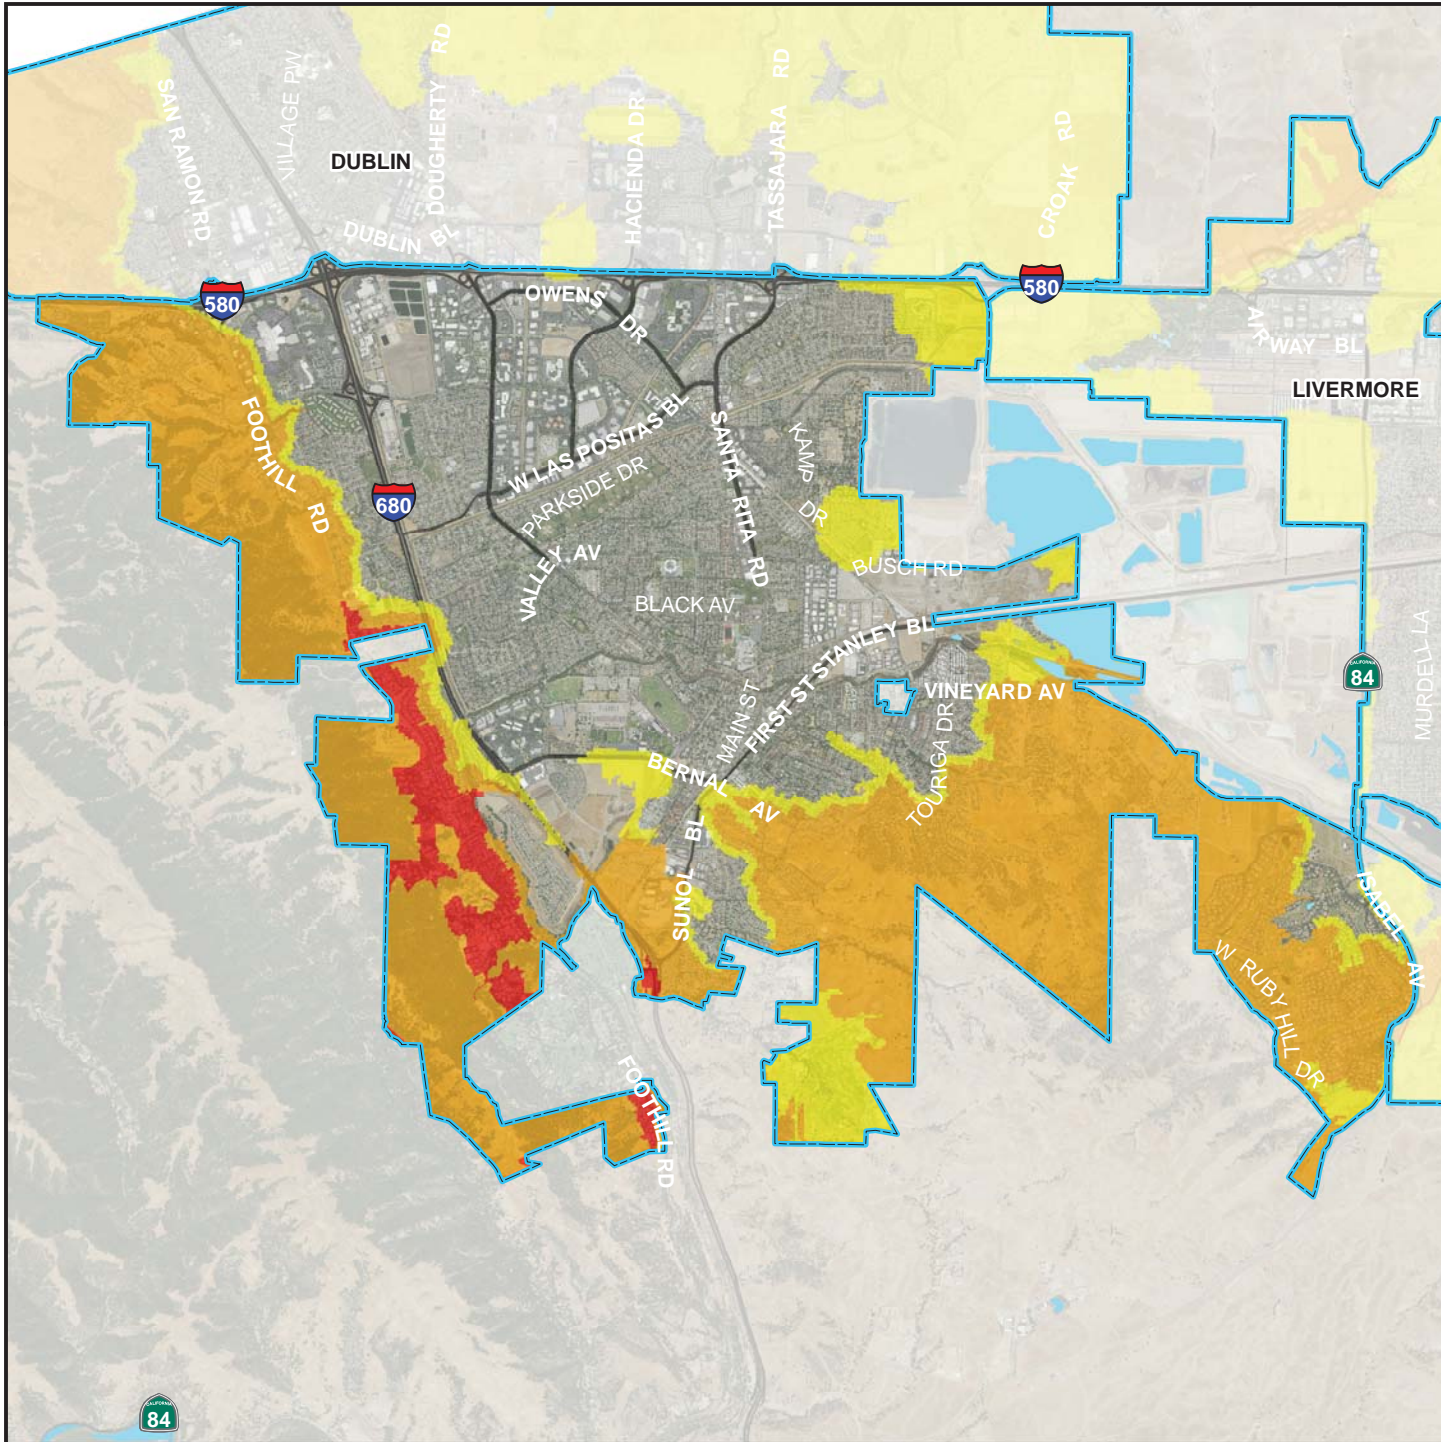 SAN RAMON RD
VILLAGE PW
DUBLIN
DOUGHERTY RD
DUBLIN BL
HACIENDA DR
TASSAJARA RD
CROAK RD
580
580
OWENS DR
AIRWAY BL
LIVERMORE
FOOTHILL RD
680
W LAS POSITAS BL
PARKSIDE DR
SANTA RITA RD
KAMP DR
VALLEY AV
BLACK AV
BUSCH RD
FIRST ST
STANLEY BL
MAIN ST
VINEYARD AV
TOURIGA DR
CALIFORNIA
84
MURDELL LA
BERNAL AV
SUNOL BL
ISABEL AV
W RUBY HILL DR
FOOTHILL RD
CALIFORNIA
84